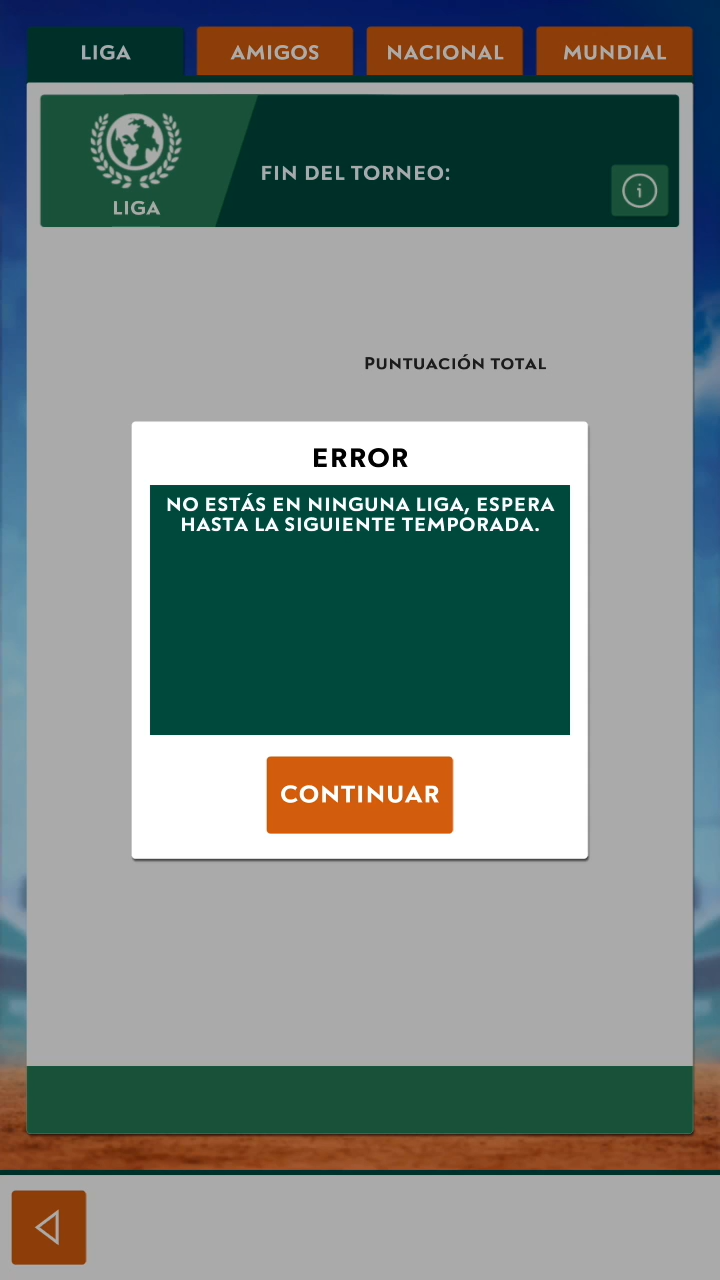 LIGA
AMIGOS
NACIONAL
MUNDIAL
LIGA
FIN DEL TORNEO:
i
PUNTUACIÓN TOTAL
ERROR
NO ESTÁS EN NINGUNA LIGA, ESPERA
HASTA LA SIGUIENTE TEMPORADA.
CONTINUAR